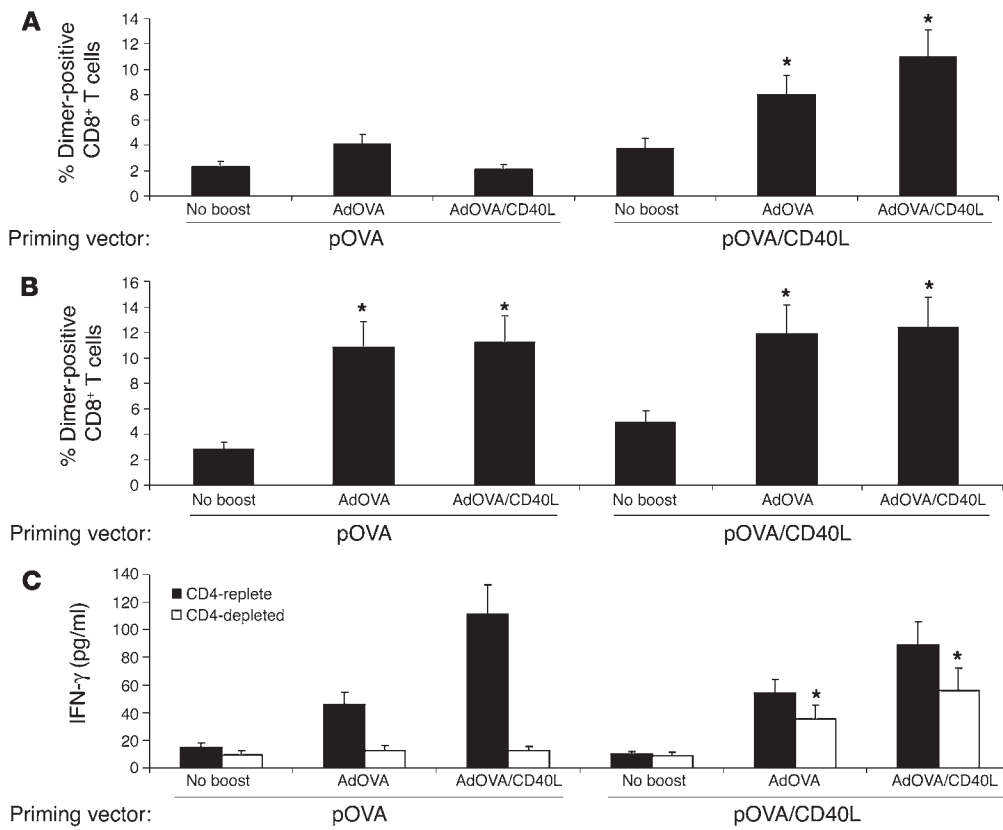 A
% Dimer-positive
CD8⁺ T cells
14
12
10
8
6
4
2
0
*
*
No boost AdOVA AdOVA/CD40L No boost AdOVA AdOVA/CD40L
Priming vector: pOVA pOVA/CD40L
B
% Dimer-positive
CD8⁺ T cells
16
14
12
10
8
6
4
2
0
*
*
*
*
No boost AdOVA AdOVA/CD40L No boost AdOVA AdOVA/CD40L
Priming vector: pOVA pOVA/CD40L
C
IFN-γ (pg/ml)
140
120
100
80
60
40
20
0
CD4-replete
CD4-depleted
*
*
No boost AdOVA AdOVA/CD40L No boost AdOVA AdOVA/CD40L
Priming vector: pOVA pOVA/CD40L